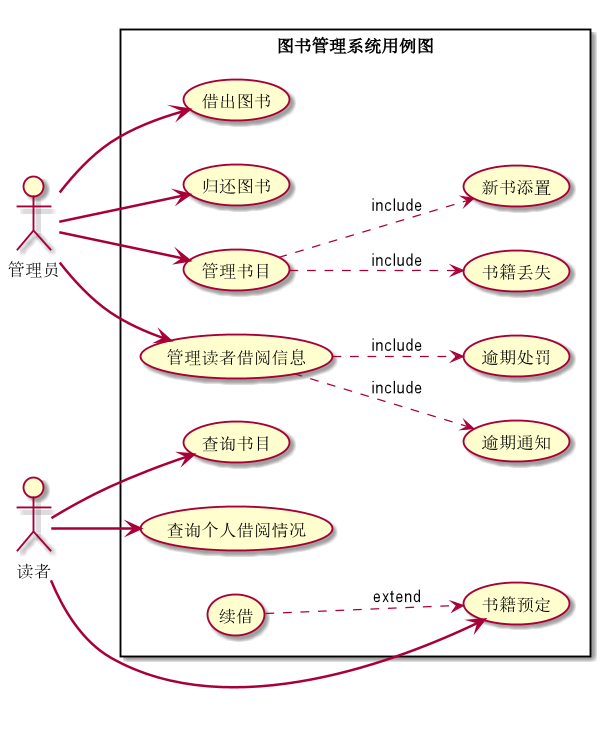 图书管理系统用例图
借出图书
归还图书
新书添置
include
管理员
管理书目
include
书籍丢失
管理读者借阅信息
include
逾期处罚
include
逾期通知
查询书目
查询个人借阅情况
读者
续借
extend
书籍预定